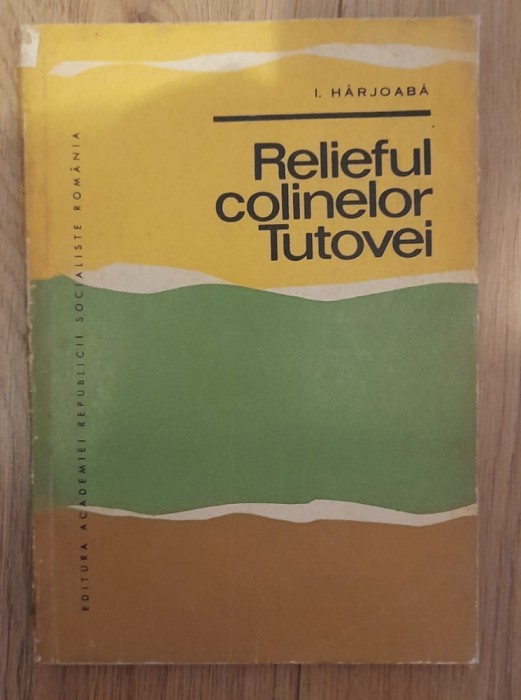 I. HÂRJOABĂ
Relieful
colinelor
Tutovei
EDITURA ACADEMIEI REPUBLICII SOCIALISTE ROMÂNIA